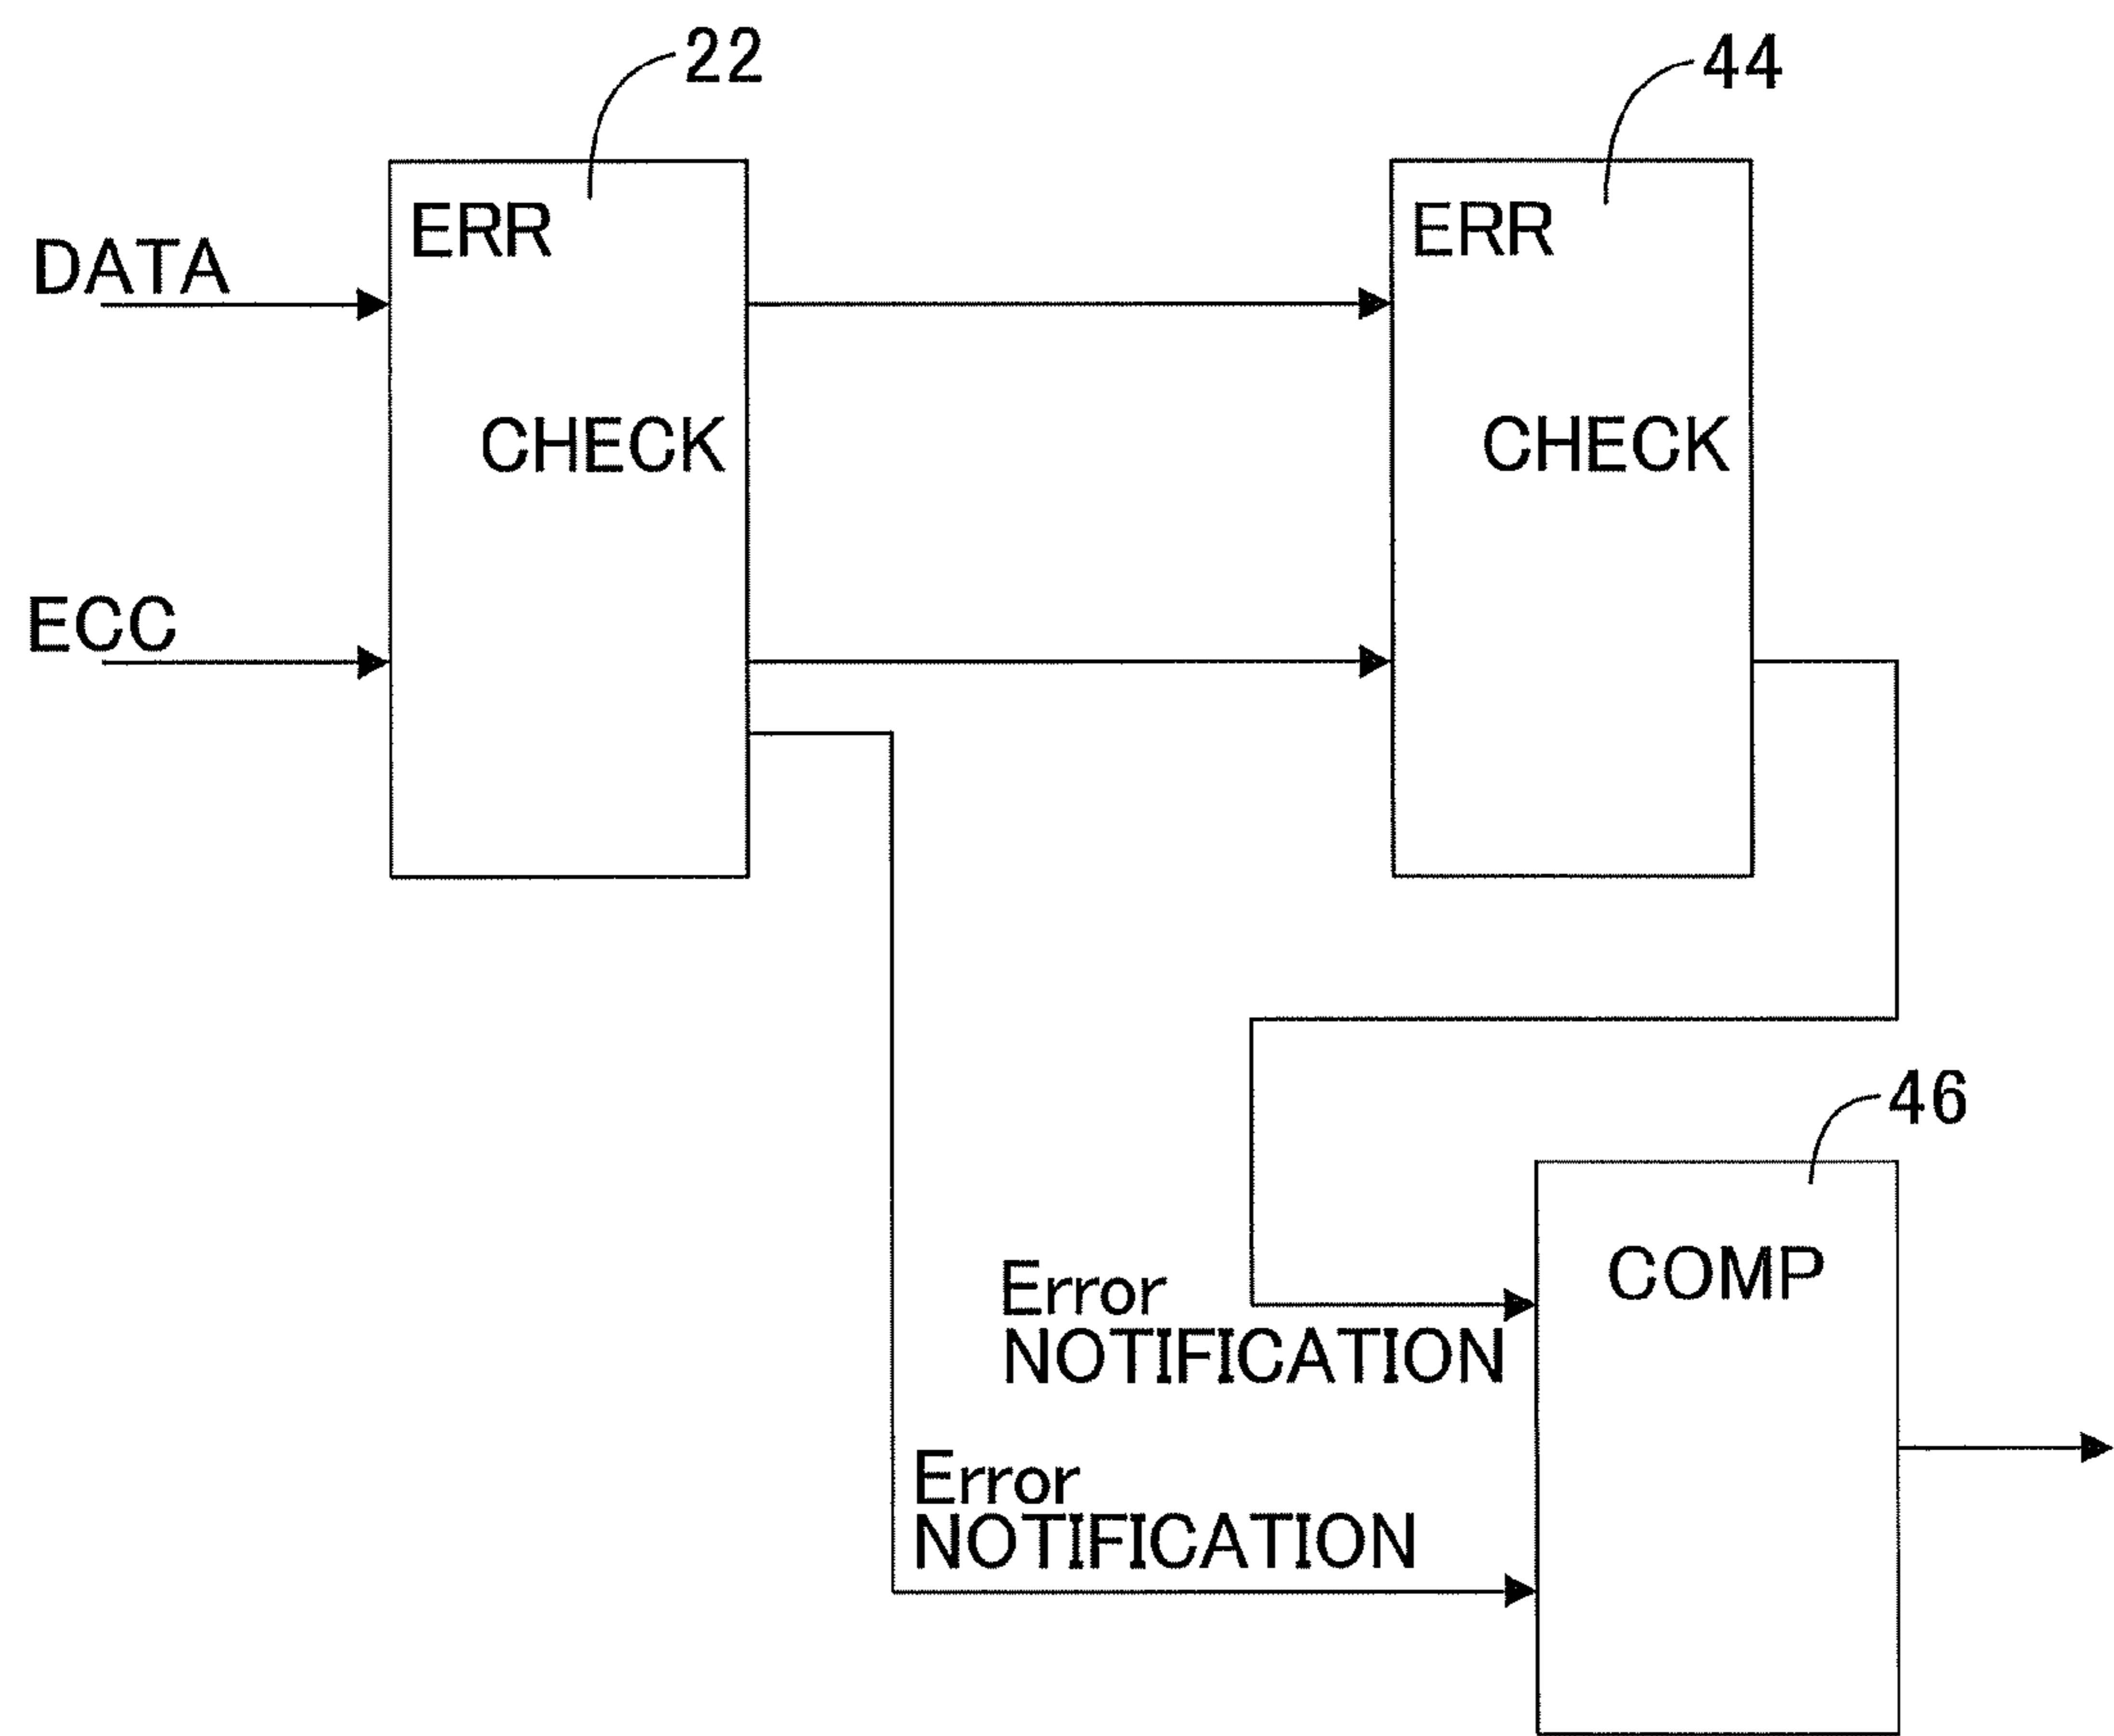 22
44
ERR
CHECK
ERR
CHECK
DATA
ECC
46
COMP
Error
NOTIFICATION
Error
NOTIFICATION